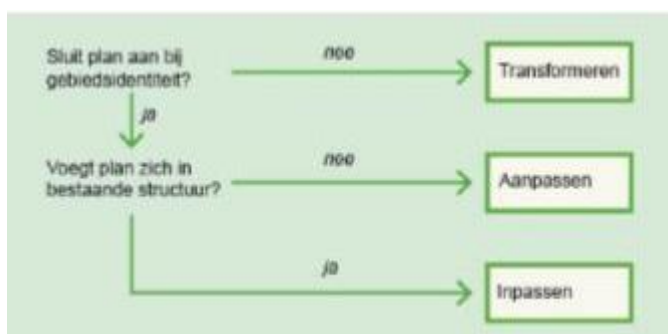 Sluit plan aan bij
gebiedsidentiteit?
nee
Transformeren
ja
Voegt plan zich in
bestaande structuur?
nee
Aanpassen
ja
Inpassen